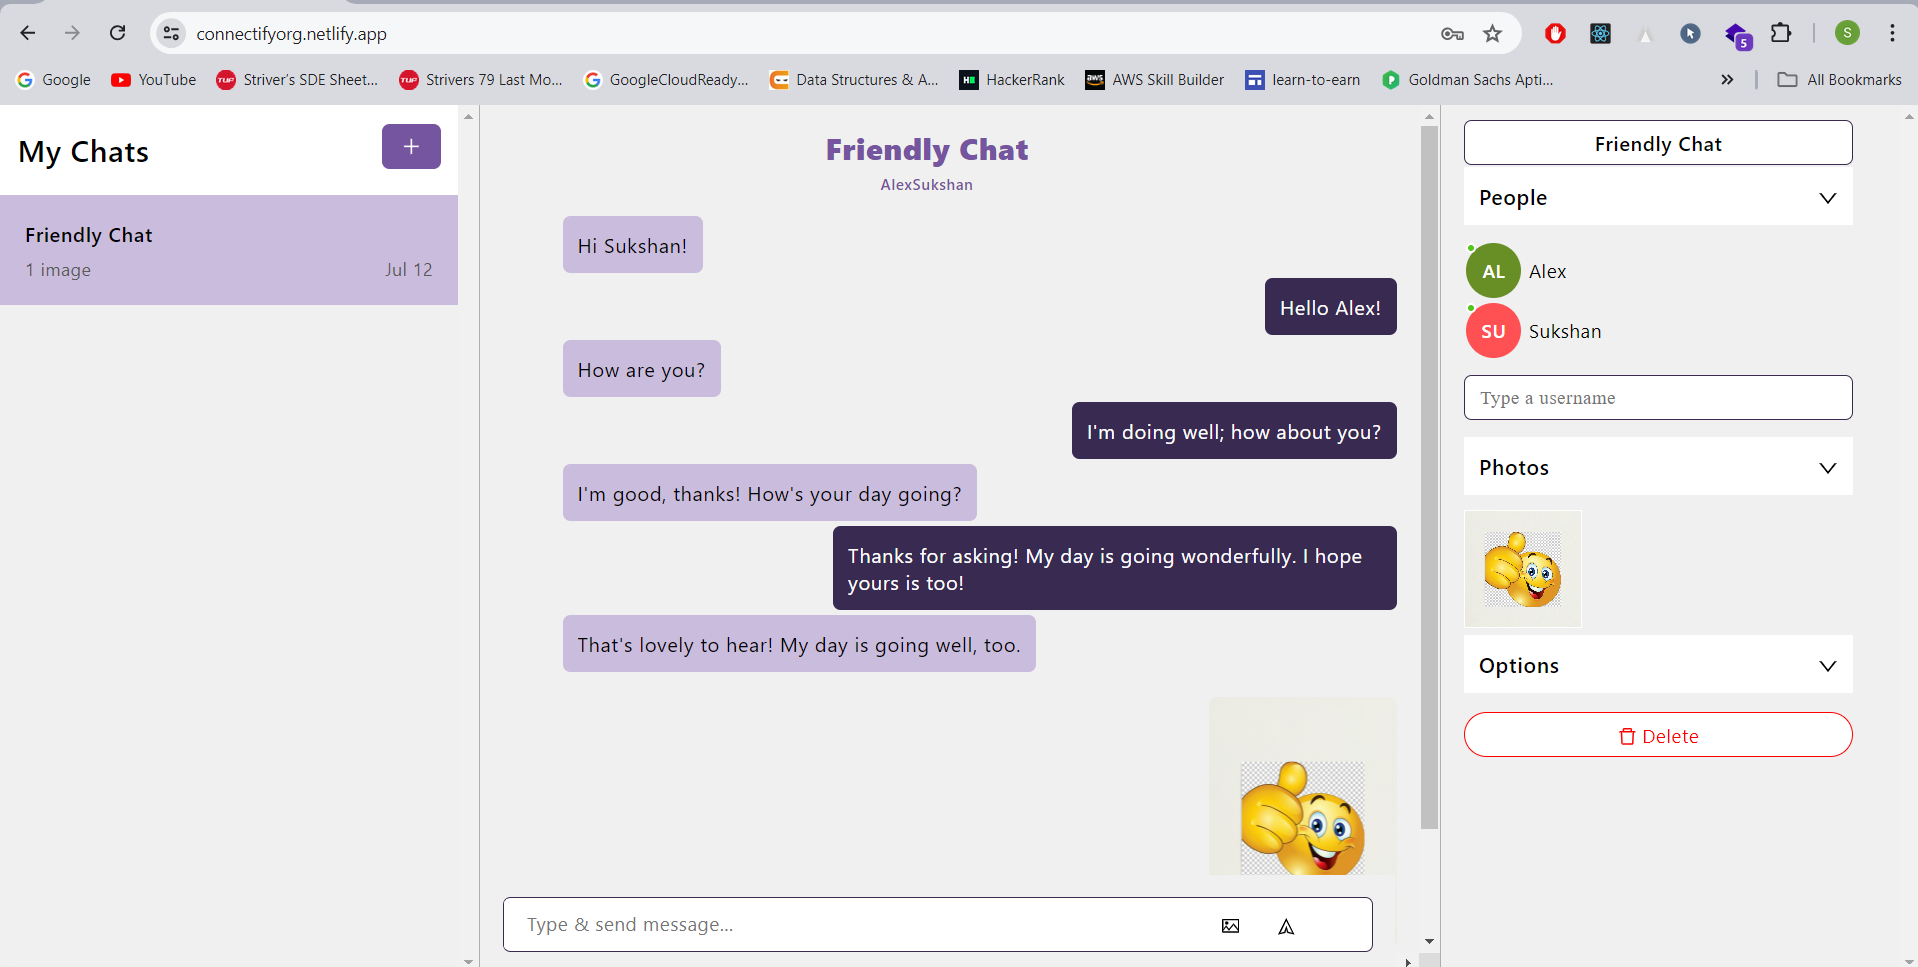 connectifyorg.netlify.app
5
S
Google
YouTube
TUF
Striver's SDE Sheet...
TUF
Strivers 79 Last Mo...
GoogleCloudReady...
Data Structures & A...
HackerRank
aws
AWS Skill Builder
learn-to-earn
Goldman Sachs Apti...
All Bookmarks
My Chats
+
Friendly Chat
1 image
Jul 12
Friendly Chat
AlexSukshan
Hi Sukshan!
Hello Alex!
How are you?
I'm doing well; how about you?
I'm good, thanks! How's your day going?
Thanks for asking! My day is going wonderfully. I hope
yours is too!
That's lovely to hear! My day is going well, too.
Type & send message...
Friendly Chat
People
AL
Alex
SU
Sukshan
Type a username
Photos
Options
Delete